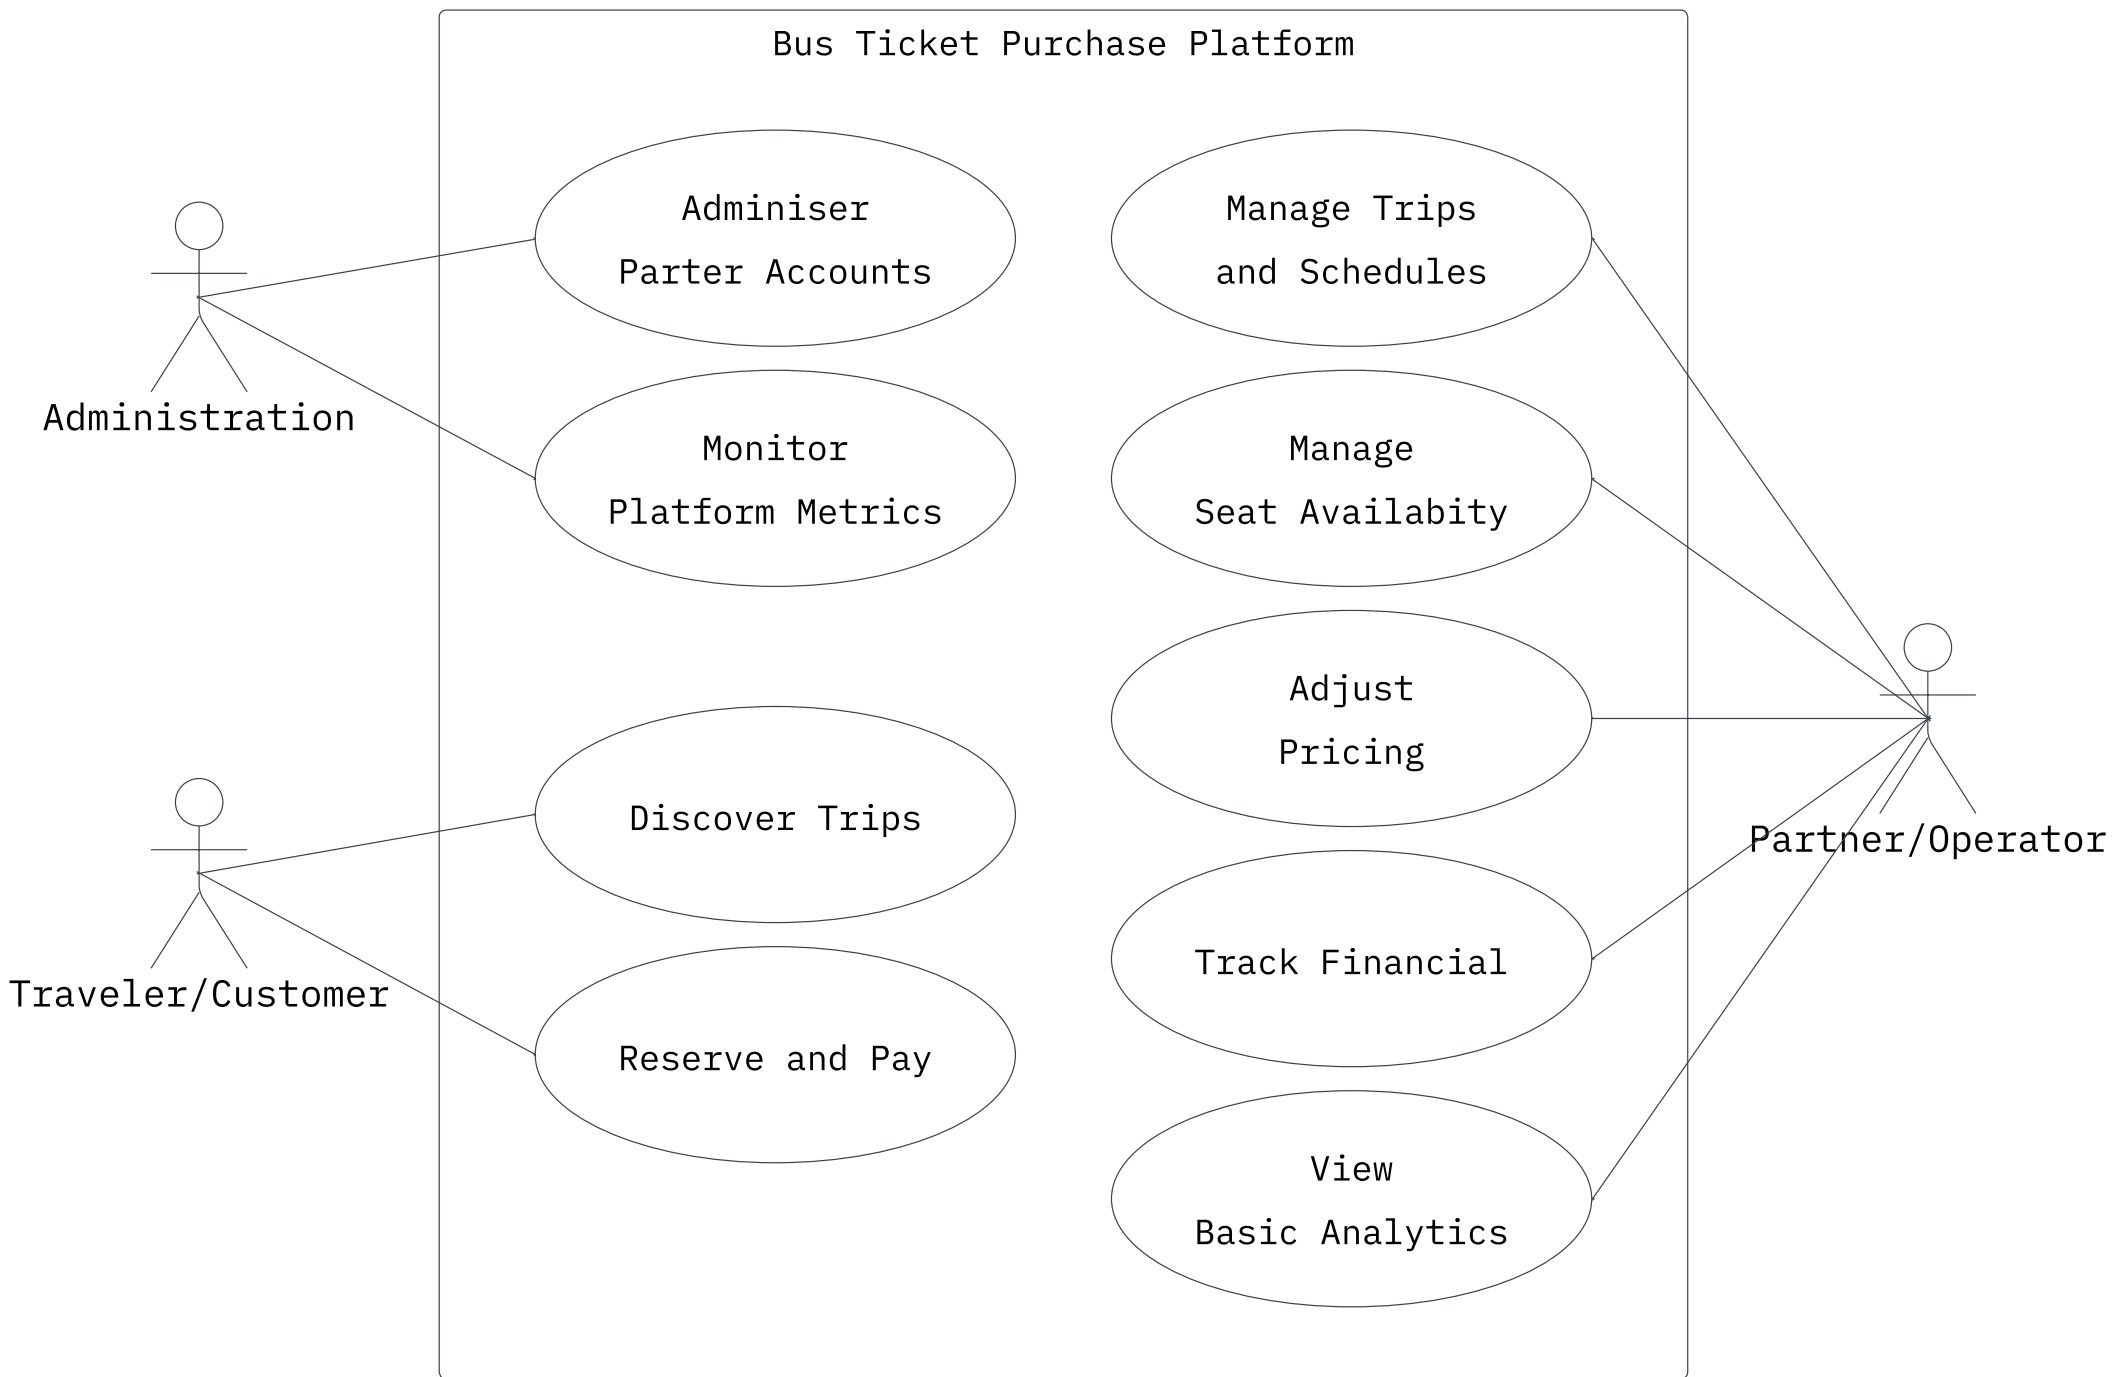 Bus Ticket Purchase Platform
Adminiser
Parter Accounts
Manage Trips
and Schedules
Administration
Monitor
Platform Metrics
Manage
Seat Availabity
Adjust
Pricing
Discover Trips
Partner/Operator
Traveler/Customer
Track Financial
Reserve and Pay
View
Basic Analytics